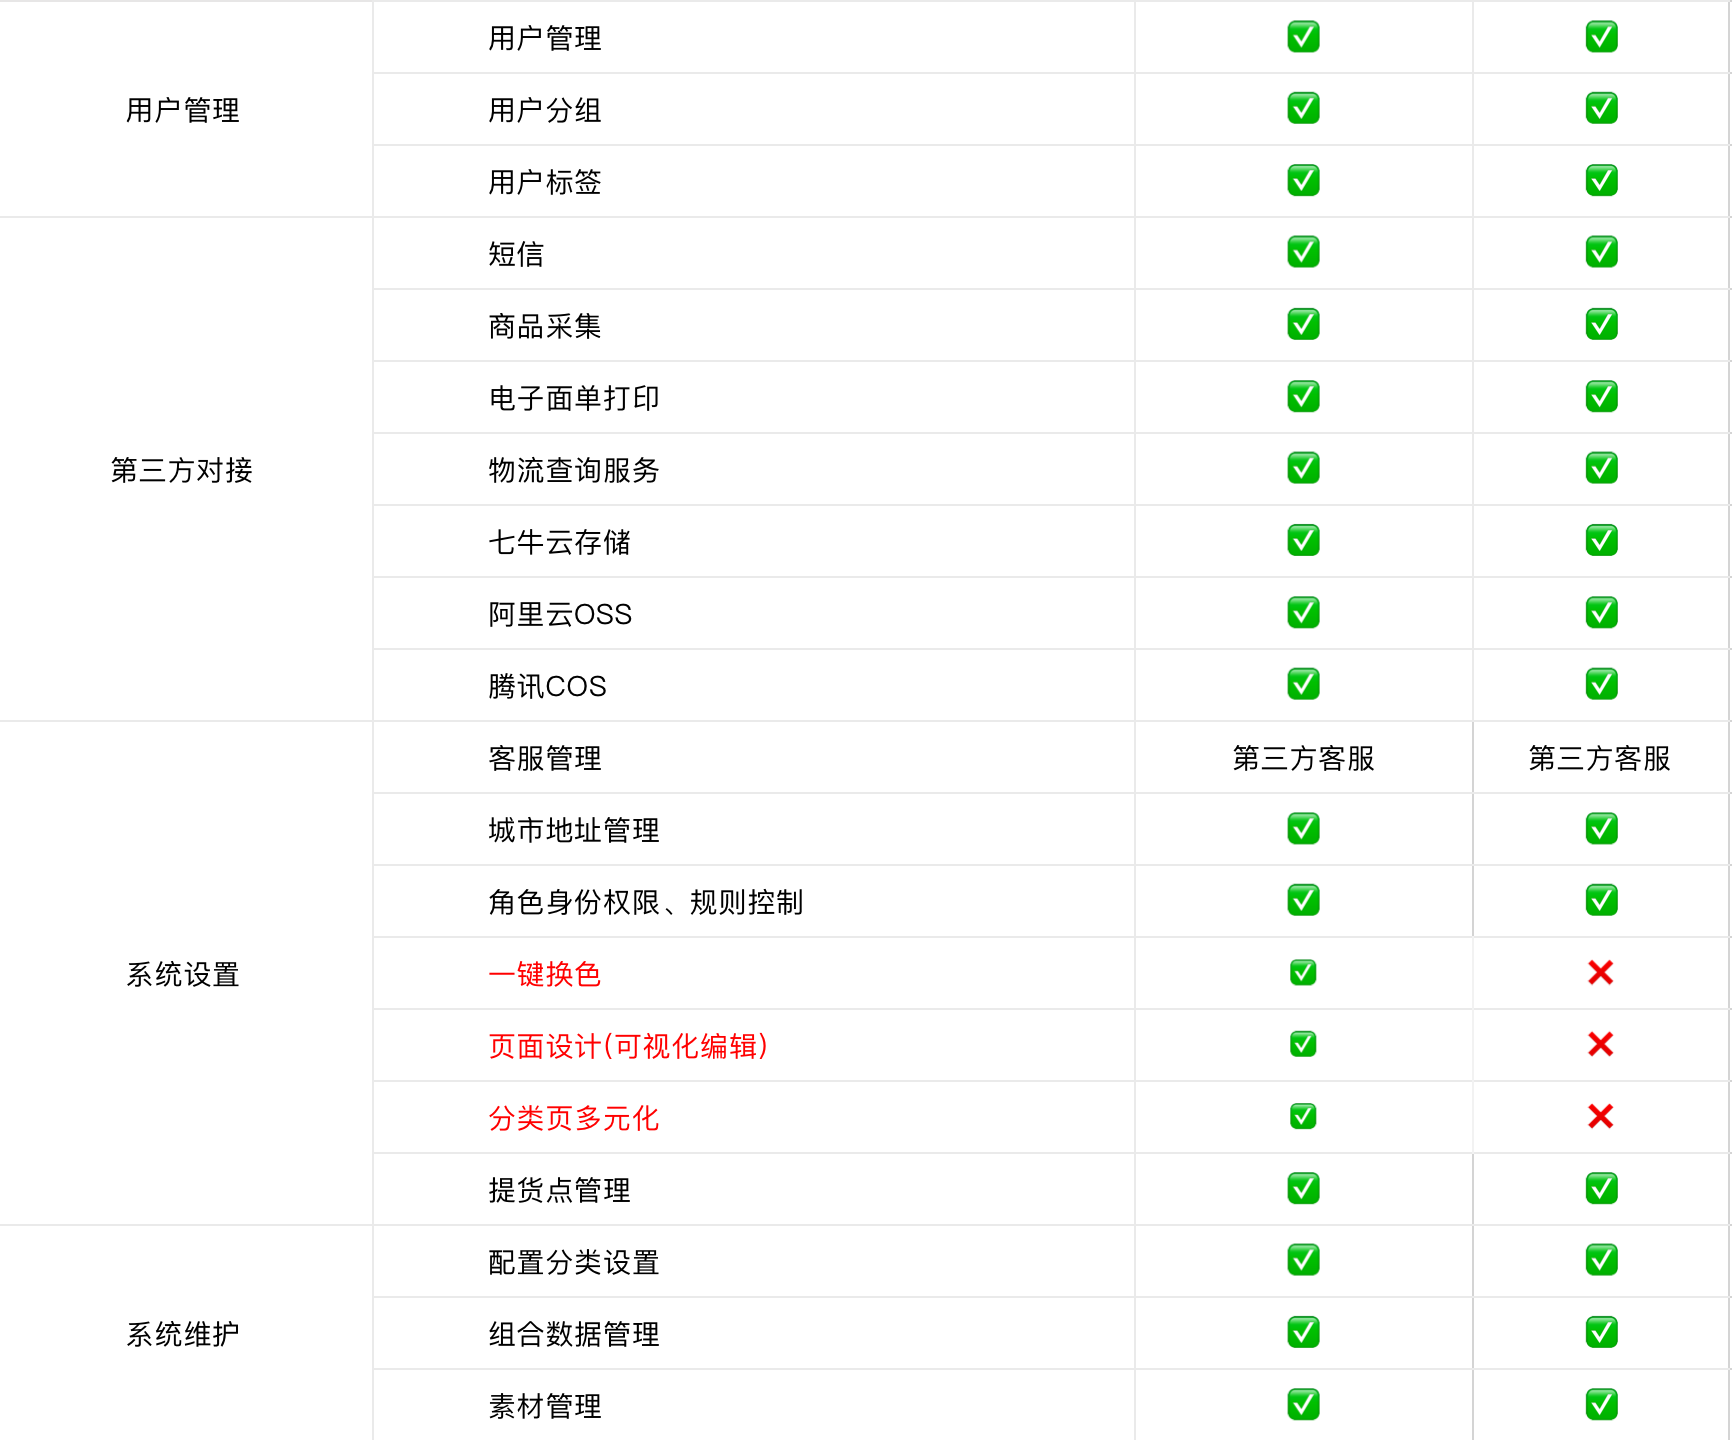 用户管理
用户管理 ✅ ✅
用户分组 ✅ ✅
用户标签 ✅ ✅
第三方对接
短信 ✅ ✅
商品采集 ✅ ✅
电子面单打印 ✅ ✅
物流查询服务 ✅ ✅
七牛云存储 ✅ ✅
阿里云OSS ✅ ✅
腾讯COS ✅ ✅
系统设置
客服管理 第三方客服 第三方客服
城市地址管理 ✅ ✅
角色身份权限、规则控制 ✅ ✅
一键换色 ✅ ❌
页面设计(可视化编辑) ✅ ❌
分类页多元化 ✅ ❌
提货点管理 ✅ ✅
系统维护
配置分类设置 ✅ ✅
组合数据管理 ✅ ✅
素材管理 ✅ ✅